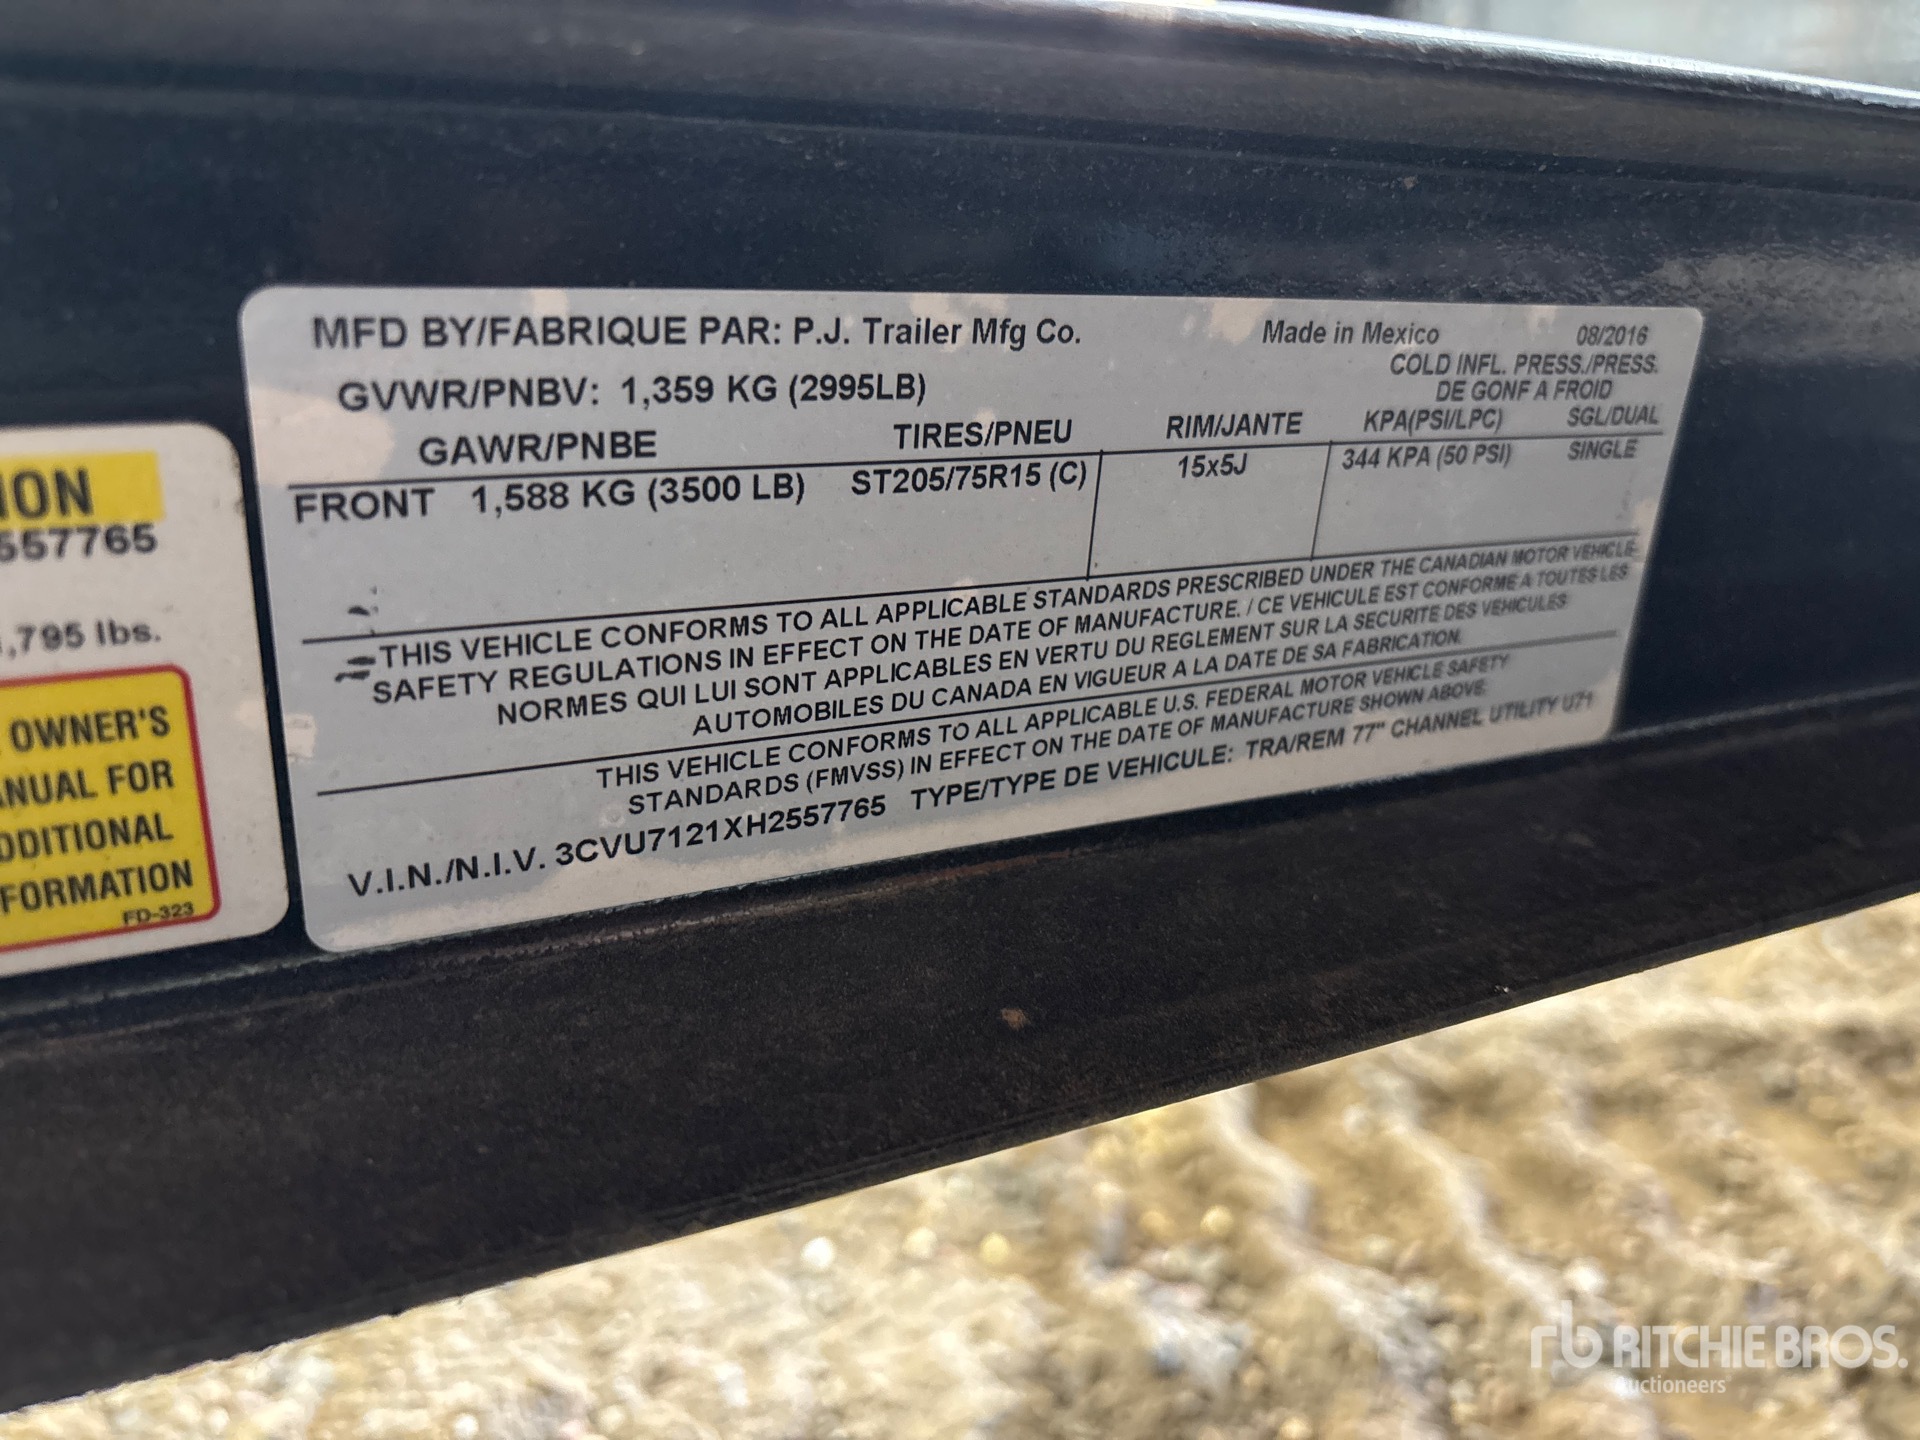 MFD BY/FABRIQUE PAR: P.J. Trailer Mfg Co. Made in Mexico 08/2016
GVWR/PNBV: 1,359 KG (2995LB) COLD INFL. PRESS./PRESS.
DE GONF A FROID
GAWR/PNBE TIRES/PNEU RIM/JANTE KPA(PSI/LPC) SGL/DUAL
FRONT 1,588 KG (3500 LB) ST205/75R15 (C) 15x5J 344 KPA (50 PSI) SINGLE
THIS VEHICLE CONFORMS TO ALL APPLICABLE STANDARDS PRESCRIBED UNDER THE CANADIAN MOTOR VEHICLE
SAFETY REGULATIONS IN EFFECT ON THE DATE OF MANUFACTURE. / CE VEHICULE EST CONFORME A TOUTES LES
NORMES QUI LUI SONT APPLICABLES EN VERTU DU REGLEMENT SUR LA SECURITE DES VEHICULES
AUTOMOBILES DU CANADA EN VIGUEUR A LA DATE DE SA FABRICATION.
THIS VEHICLE CONFORMS TO ALL APPLICABLE U.S. FEDERAL MOTOR VEHICLE SAFETY
STANDARDS (FMVSS) IN EFFECT ON THE DATE OF MANUFACTURE SHOWN ABOVE.
V.I.N./N.I.V. 3CVU7121XH2557765 TYPE/TYPE DE VEHICULE: TRA/REM 77" CHANNEL UTILITY U71
ION
557765
,795 lbs.
OWNER'S
ANUAL FOR
DDITIONAL
FORMATION
FD-323
rb RITCHIE BROS.
Auctioneers